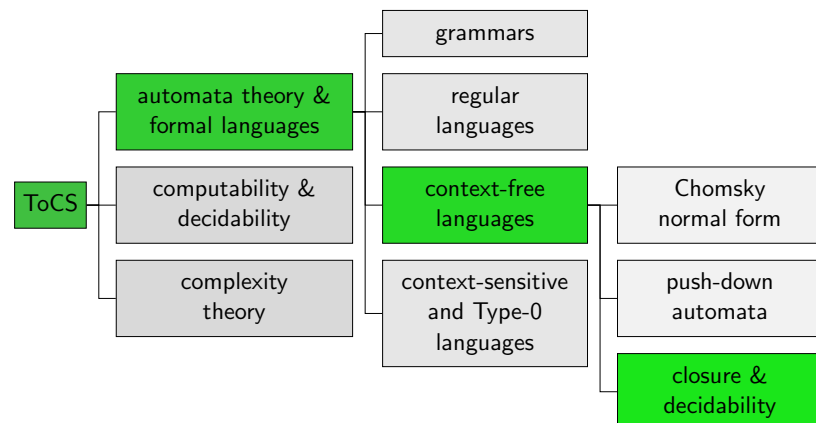 ToCS
automata theory &
formal languages
computability &
decidability
complexity
theory
grammars
regular
languages
context-free
languages
context-sensitive
and Type-0
languages
Chomsky
normal form
push-down
automata
closure &
decidability